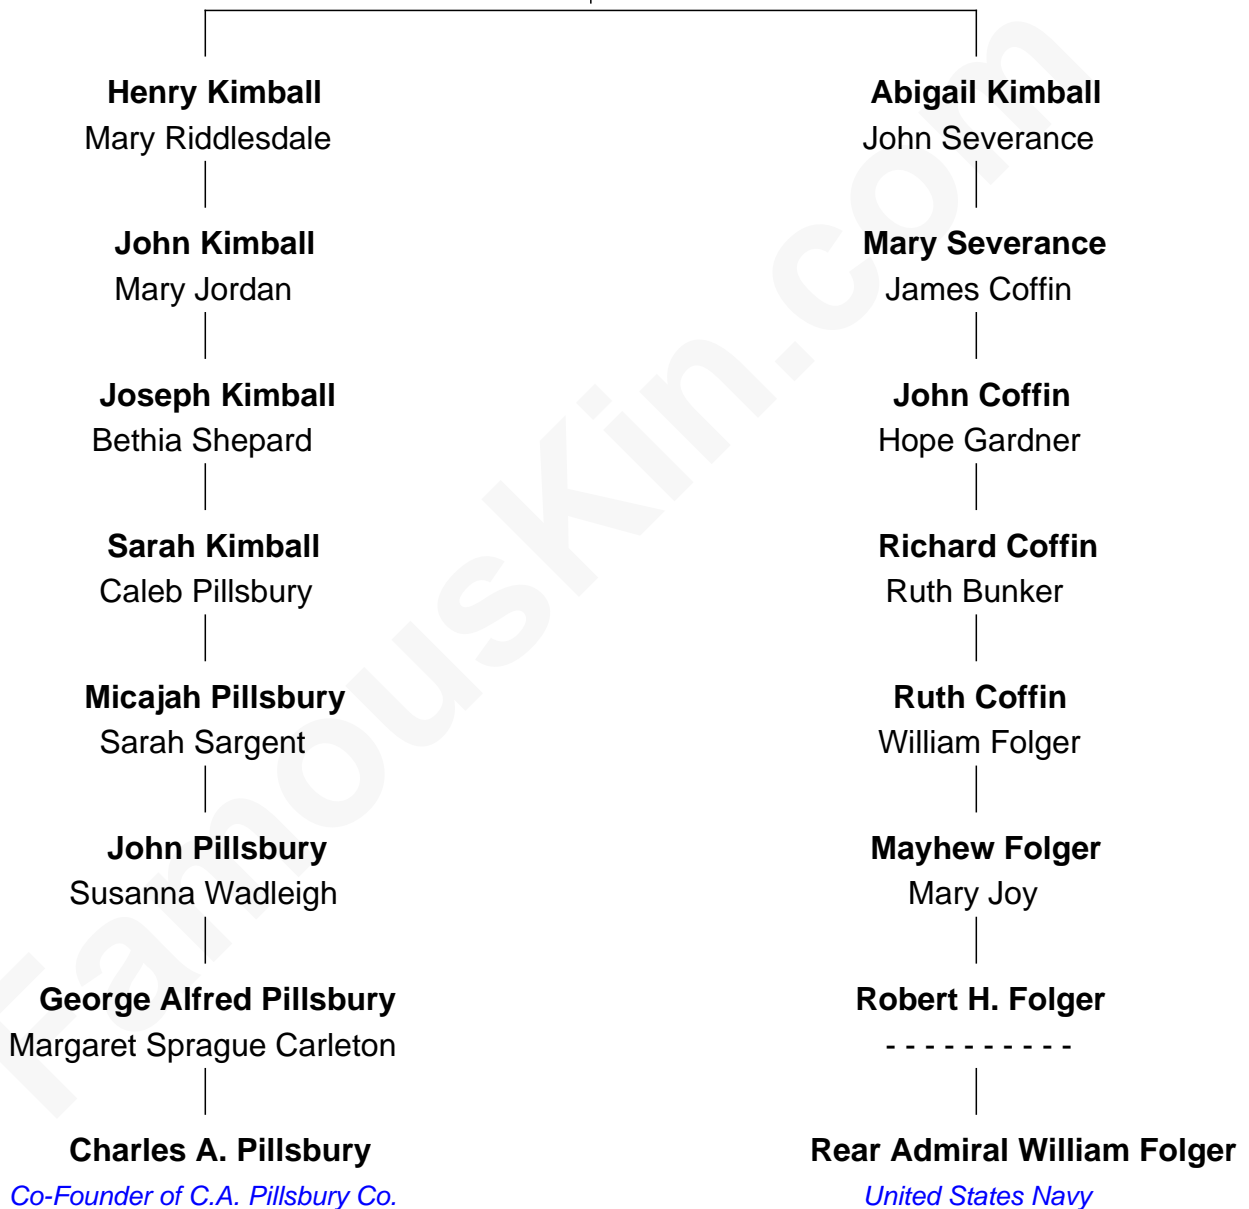 Henry Kimball
Mary Riddlesdale
Abigail Kimball
John Severance
John Kimball
Mary Jordan
Mary Severance
James Coffin
Joseph Kimball
Bethia Shepard
John Coffin
Hope Gardner
Sarah Kimball
Caleb Pillsbury
Richard Coffin
Ruth Bunker
Micajah Pillsbury
Sarah Sargent
Ruth Coffin
William Folger
John Pillsbury
Susanna Wadleigh
Mayhew Folger
Mary Joy
George Alfred Pillsbury
Margaret Sprague Carleton
Robert H. Folger
- - - - - - - - - -
Charles A. Pillsbury
Co-Founder of C.A. Pillsbury Co.
Rear Admiral William Folger
United States Navy
FamousKin.com